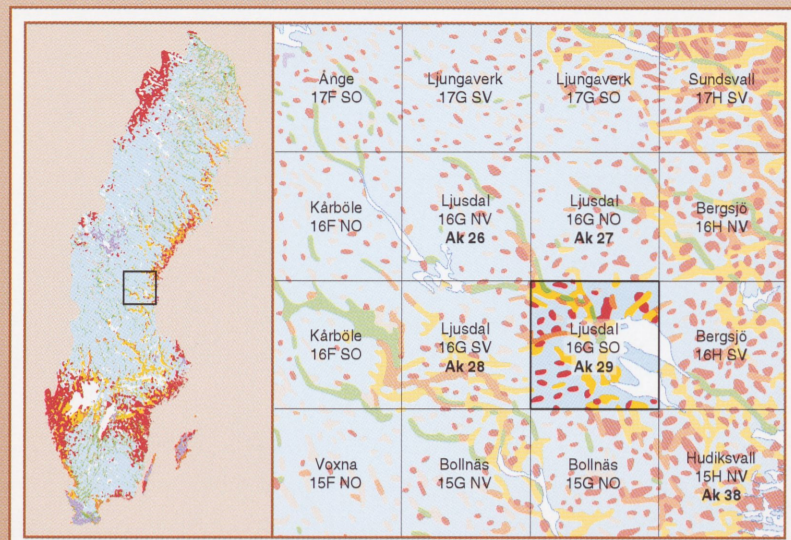 Ånge
17F SO
Ljungaverk
17G SV
Ljungaverk
17G SO
Sundsvall
17H SV
Kårböle
16F NO
Ljusdal
16G NV
Ak 26
Ljusdal
16G NO
Ak 27
Bergsjö
16H NV
Kårböle
16F SO
Ljusdal
16G SV
Ak 28
Ljusdal
16G SO
Ak 29
Bergsjö
16H SV
Voxna
15F NO
Bollnäs
15G NV
Bollnäs
15G NO
Hudiksvall
15H NV
Ak 38